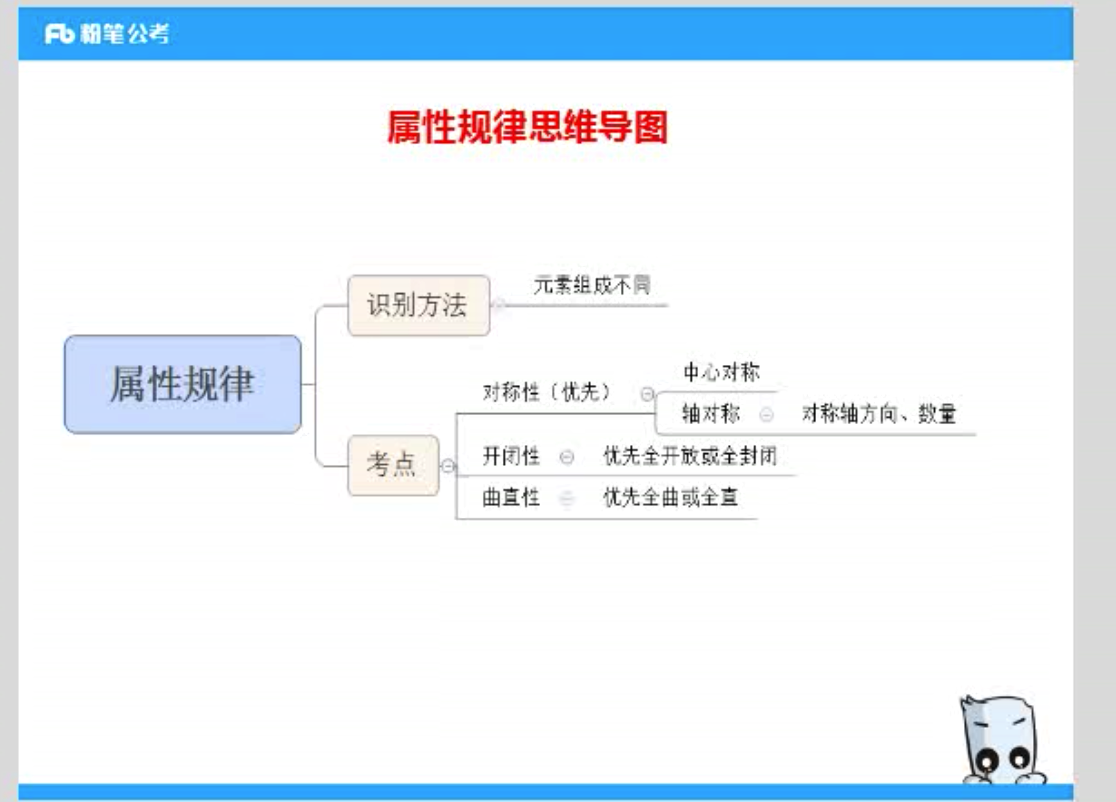 粉笔公考
属性规律思维导图
元素组成不同
识别方法
属性规律
中心对称
对称性（优先）
轴对称 对称轴方向、数量
考点
开闭性 优先全开放或全封闭
曲直性 优先全曲或全直